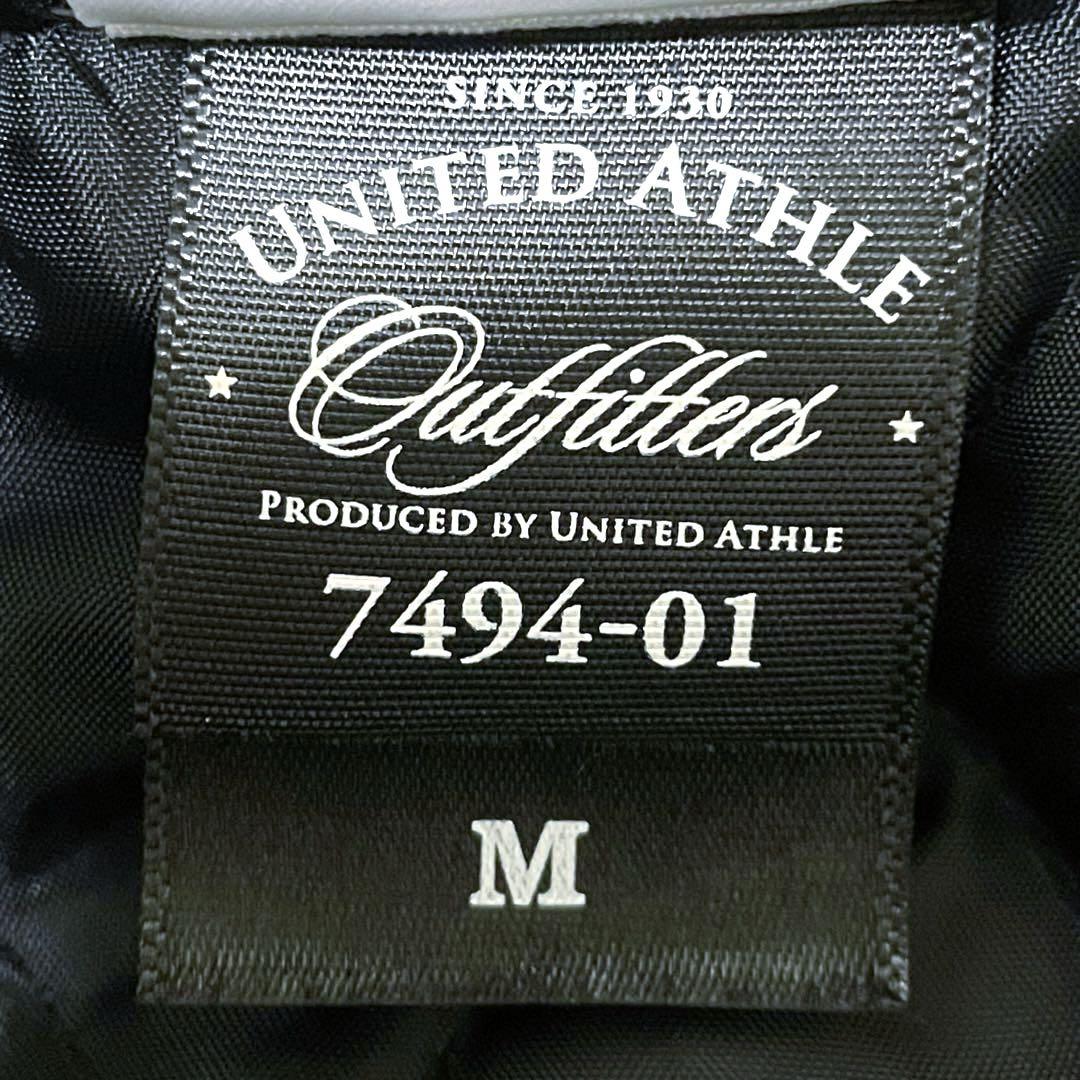 SINCE 1930
UNITED ATHLE
Outfitters
PRODUCED BY UNITED ATHLE
7494-01
M